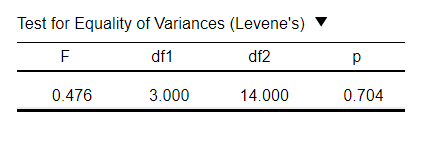 Test for Equality of Variances (Levene's) ▼
F df1 df2 p
0.476 3.000 14.000 0.704